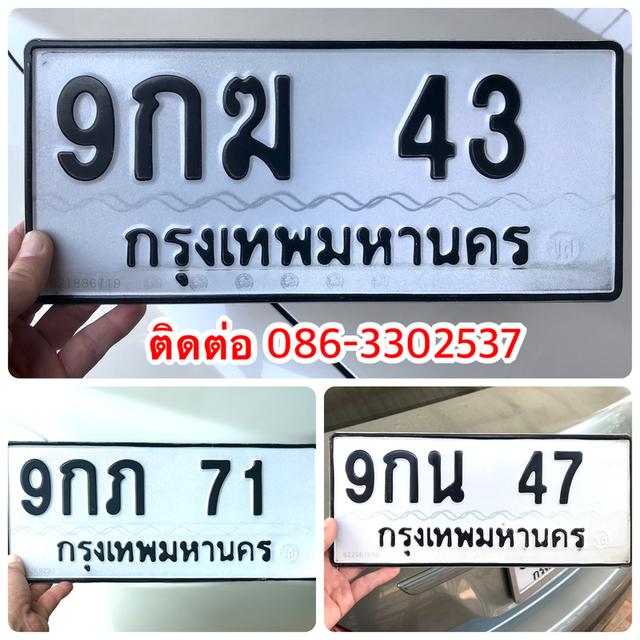 9กฆ 43
กรุงเทพมหานคร
ติดต่อ 086-3302537
9กภ 71
กรุงเทพมหานคร
9กน 47
กรุงเทพมหานคร